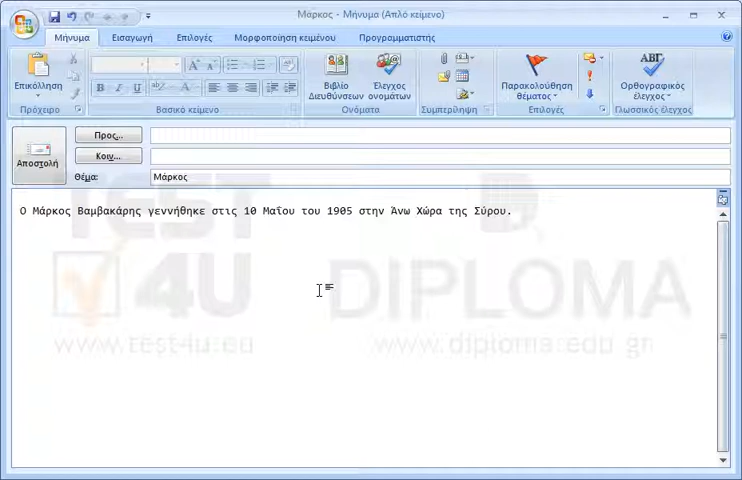 Μάρκος - Μήνυμα (Απλό κείμενο)
Μήνυμα Εισαγωγή Επιλογές Μορφοποίηση κειμένου Προγραμματιστής
Επικόλληση
B I U
ab
A
Βιβλίο Διευθύνσεων
Έλεγχος ονομάτων
Παρακολούθηση θέματος
ABΓ
Ορθογραφικός έλεγχος
Πρόχειρο Βασικό κείμενο Ονόματα Συμπερίληψη Επιλογές Γλωσσικός έλεγχος
Αποστολή
Προς...
Κοιν...
Θέμα: Μάρκος
Ο Μάρκος Βαμβακάρης γεννήθηκε στις 10 Μαΐου του 1905 στην Άνω Χώρα της Σύρου.
TEST
4U DIPLOMA
www.test4u.eu www.diploma.edu.gr